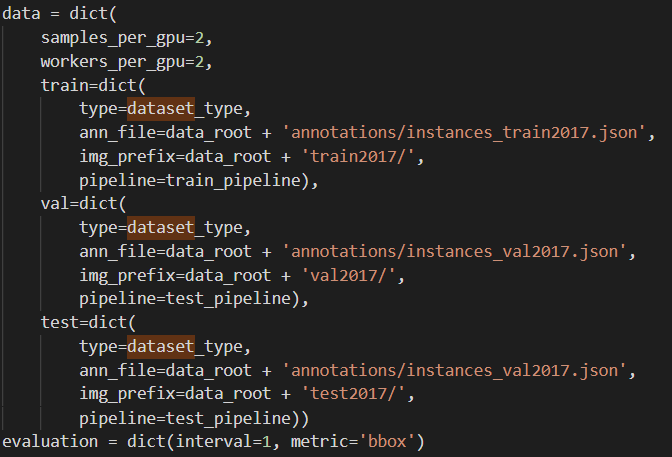 data = dict(
    samples_per_gpu=2,
    workers_per_gpu=2,
    train=dict(
        type=dataset_type,
        ann_file=data_root + 'annotations/instances_train2017.json',
        img_prefix=data_root + 'train2017/',
        pipeline=train_pipeline),
    val=dict(
        type=dataset_type,
        ann_file=data_root + 'annotations/instances_val2017.json',
        img_prefix=data_root + 'val2017/',
        pipeline=test_pipeline),
    test=dict(
        type=dataset_type,
        ann_file=data_root + 'annotations/instances_val2017.json',
        img_prefix=data_root + 'test2017/',
        pipeline=test_pipeline))
evaluation = dict(interval=1, metric='bbox')